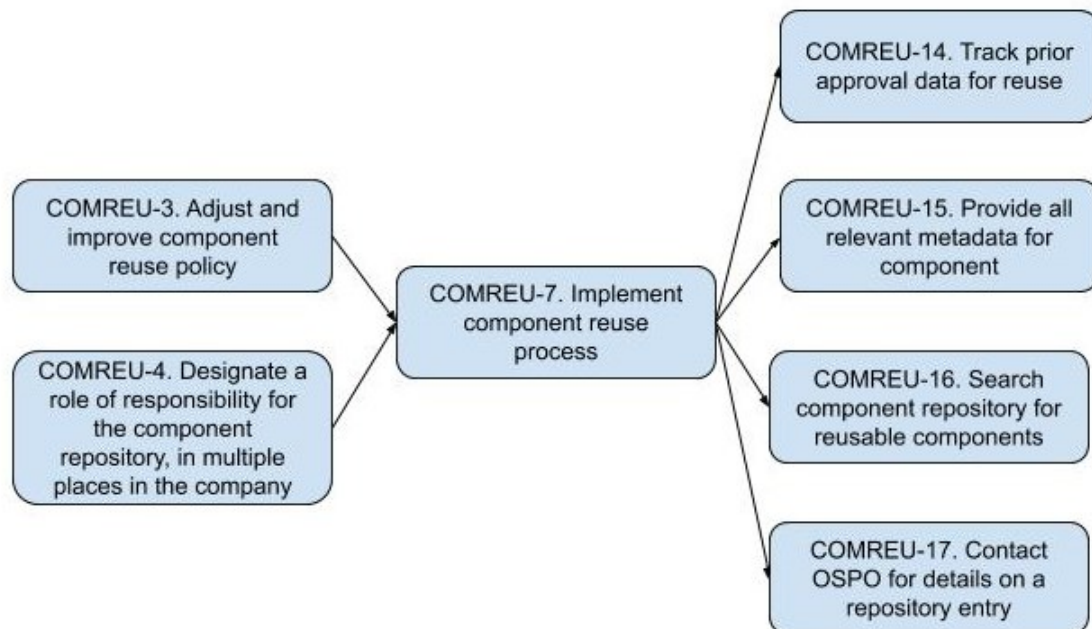 COMREU-14. Track prior
approval data for reuse
COMREU-3. Adjust and
improve component
reuse policy
COMREU-15. Provide all
relevant metadata for
component
COMREU-7. Implement
component reuse
process
COMREU-4. Designate a
role of responsibility for
the component
repository, in multiple
places in the company
COMREU-16. Search
component repository for
reusable components
COMREU-17. Contact
OSPO for details on a
repository entry